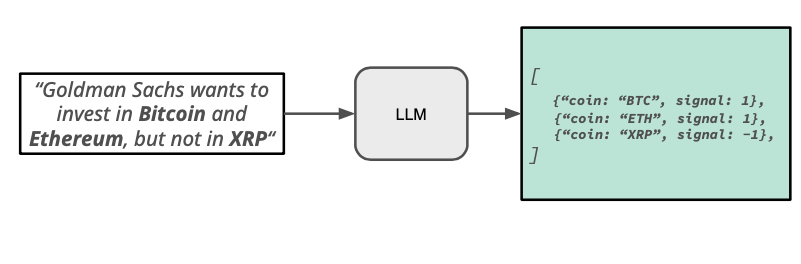 “Goldman Sachs wants to
invest in Bitcoin and
Ethereum, but not in XRP“
LLM
[
{“coin: “BTC”, signal: 1},
{“coin: “ETH”, signal: 1},
{“coin: “XRP”, signal: −1},
]